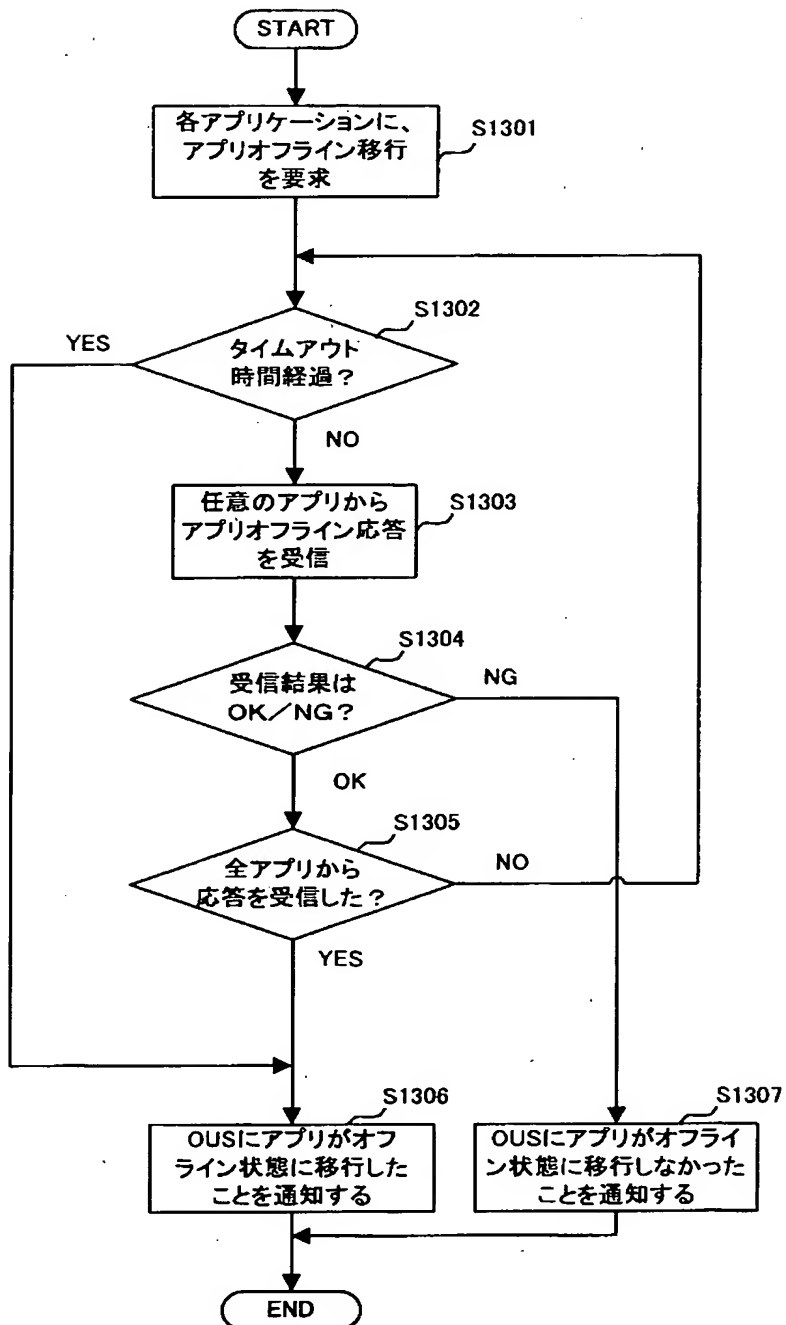 START
各アプリケーションに、
アプリオフライン移行
を要求
S1301
S1302
YES
タイムアウト
時間経過?
NO
任意のアプリから
アプリオフライン応答
を受信
S1303
S1304
受信結果は
OK/NG?
NG
OK
S1305
全アプリから
応答を受信した?
NO
YES
S1306
OUSにアプリがオフ
ライン状態に移行した
ことを通知する
S1307
OUSにアプリがオフライ
ン状態に移行しなかった
ことを通知する
END